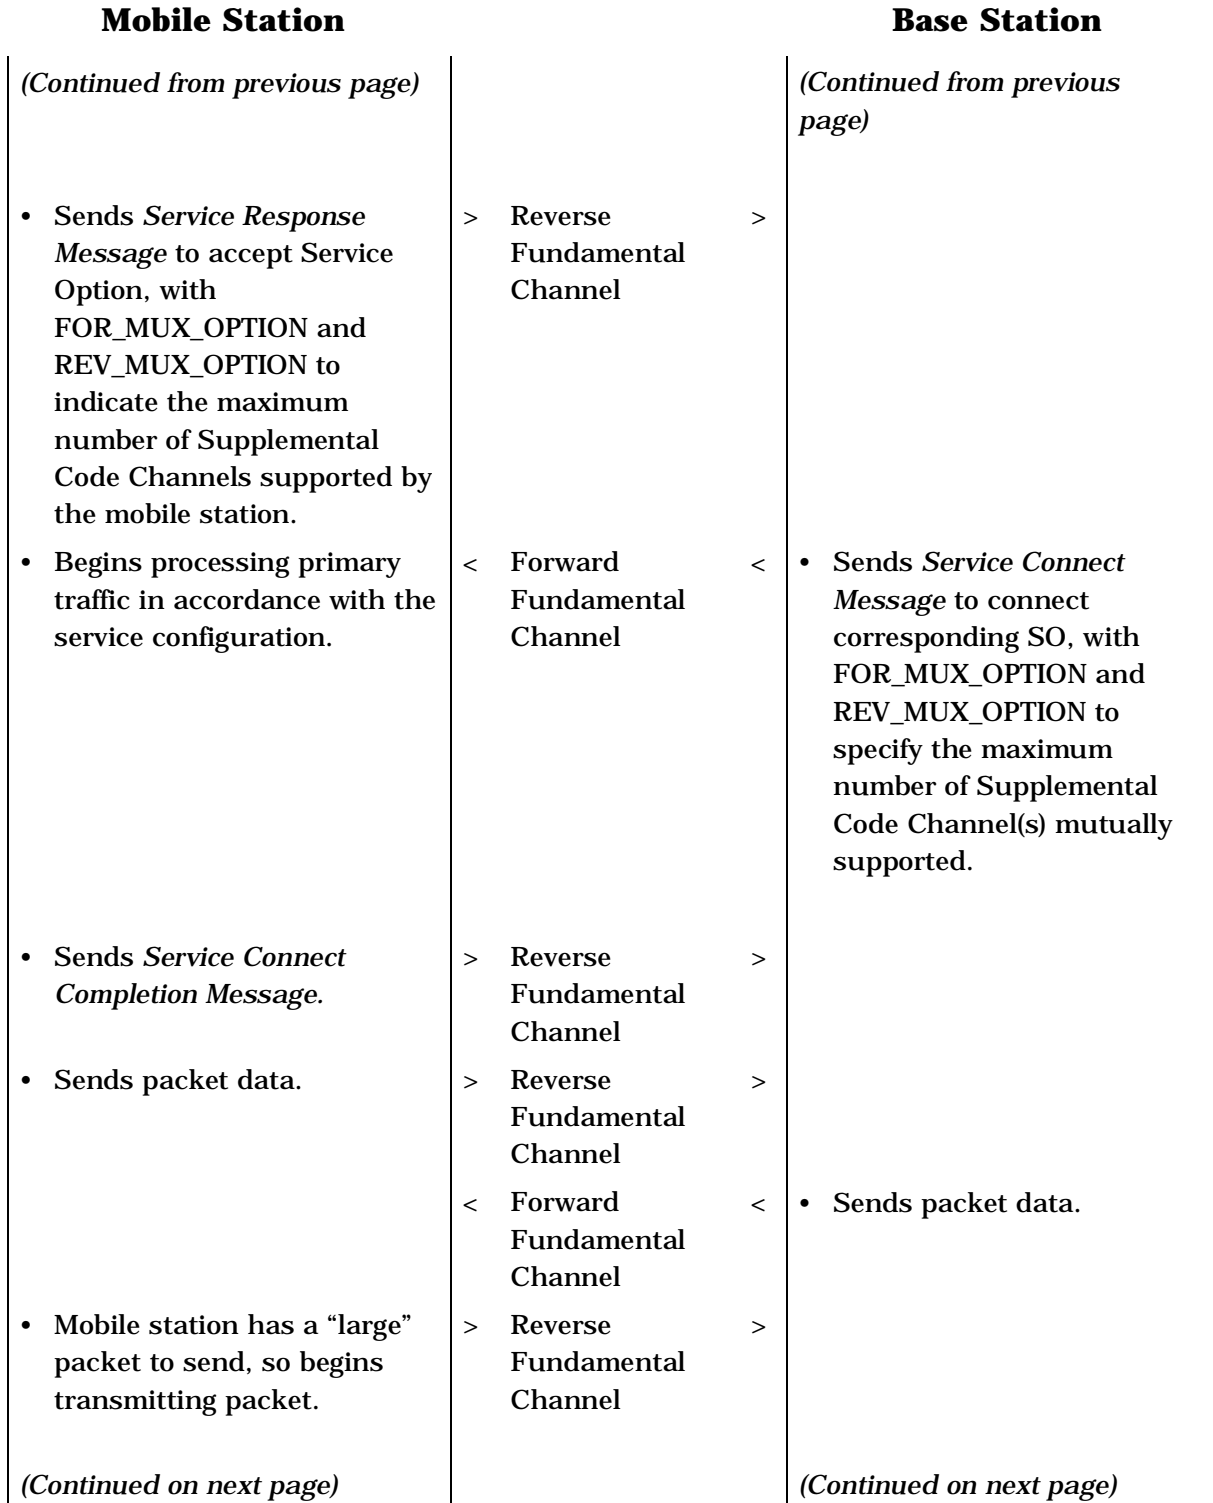 Mobile Station
Base Station
(Continued from previous page)
(Continued from previous
page)
• Sends Service Response
Message to accept Service
Option, with
FOR_MUX_OPTION and
REV_MUX_OPTION to
indicate the maximum
number of Supplemental
Code Channels supported by
the mobile station.
> Reverse >
Fundamental
Channel
• Begins processing primary
traffic in accordance with the
service configuration.
< Forward <
Fundamental
Channel
• Sends Service Connect
Message to connect
corresponding SO, with
FOR_MUX_OPTION and
REV_MUX_OPTION to
specify the maximum
number of Supplemental
Code Channel(s) mutually
supported.
• Sends Service Connect
Completion Message.
> Reverse >
Fundamental
Channel
• Sends packet data.
> Reverse >
Fundamental
Channel
< Forward <
Fundamental
Channel
• Sends packet data.
• Mobile station has a “large”
packet to send, so begins
transmitting packet.
> Reverse >
Fundamental
Channel
(Continued on next page)
(Continued on next page)